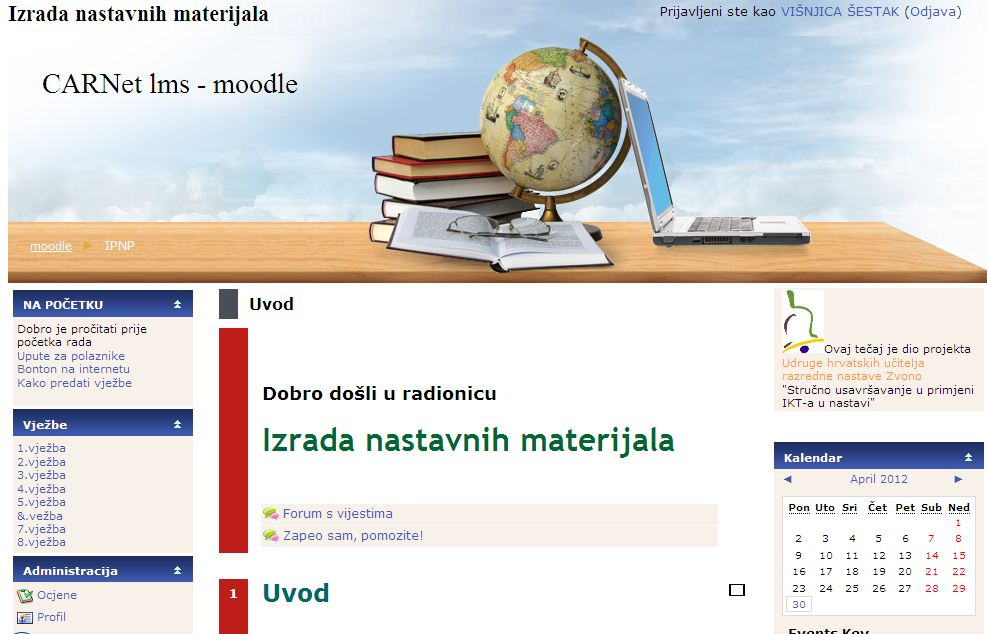 Izrada nastavnih materijala
Prijavljeni ste kao VIŠNJICA ŠESTAK (Odjava)
CARNet lms - moodle
moodle ► IPNP
NA POČETKU
Dobro je pročitati prije
početka rada
Upute za polaznike
Bonton na internetu
Kako predati vježbe
Vježbe
1.vježba
2.vježba
3.vježba
4.vježba
5.vježba
&.vežba
7.vježba
8.vježba
Administracija
Ocjene
Profil
Uvod
Dobro došli u radionicu
Izrada nastavnih materijala
Forum s vijestima
Zapeo sam, pomozite!
1 Uvod
Ovaj tečaj je dio projekta
Udruge hrvatskih učitelja
razredne nastave Zvono
"Stručno usavršavanje u primjeni
IKT-a u nastavi"
Kalendar
◄ April 2012 ►
Pon Uto Sri Čet Pet Sub Ned
1
2 3 4 5 6 7 8
9 10 11 12 13 14 15
16 17 18 19 20 21 22
23 24 25 26 27 28 29
30
Events Key